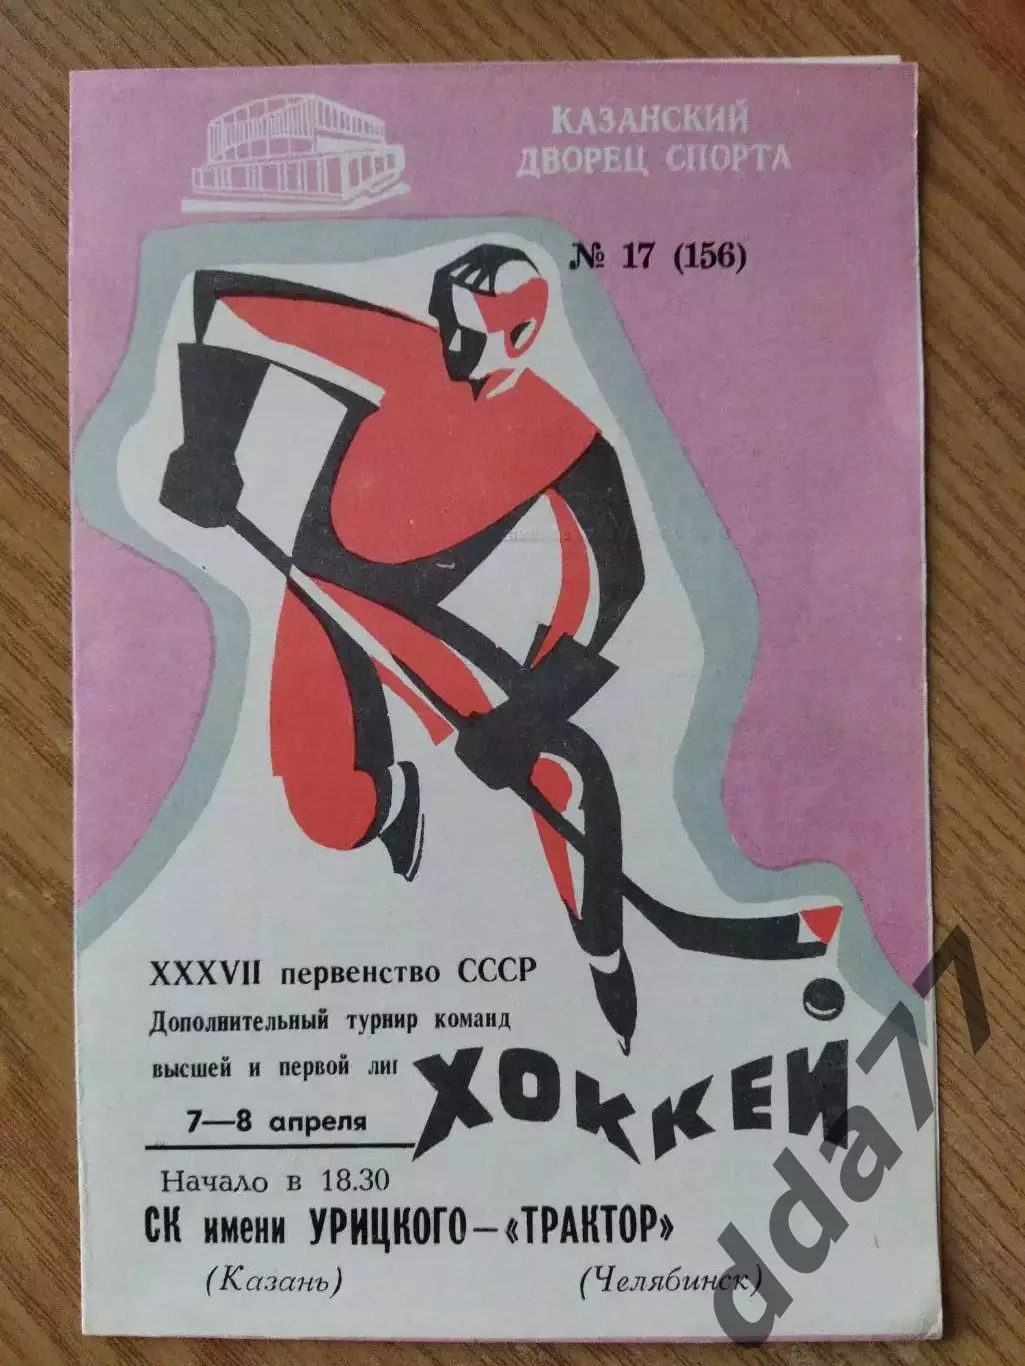 КАЗАНСКИЙ
ДВОРЕЦ СПОРТА
№ 17 (156)
XXXVII первенство СССР
Дополнительный турнир команд
высшей и первой лиг
ХОККЕЙ
7—8 апреля
Начало в 18.30
СК имени УРИЦКОГО—«ТРАКТОР»
(Казань) (Челябинск)
dda77